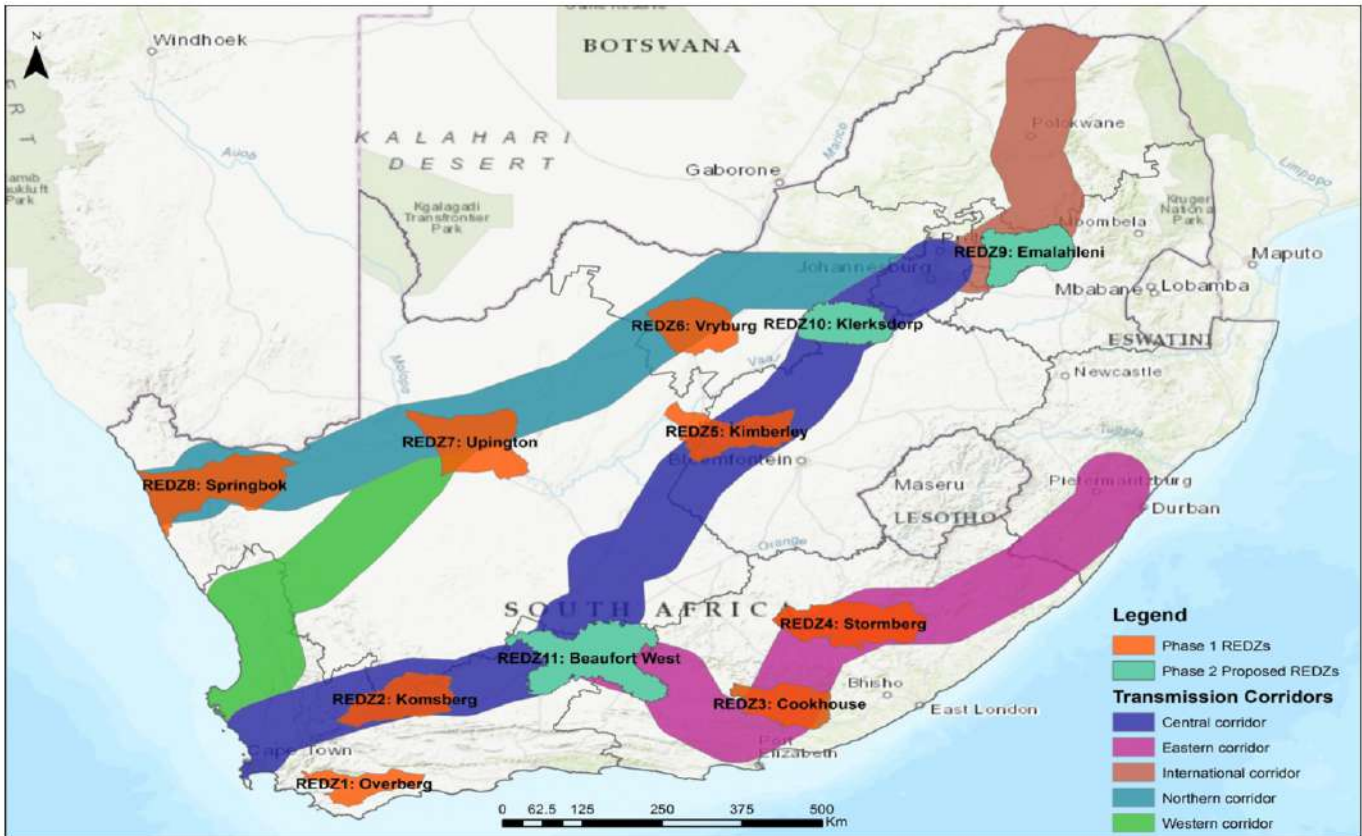 N
Windhoek
BOTSWANA
KALAHARI
DESERT
Auob
Marico
Gaborone
Polokwane
Limpopo
Kgalagadi
Transfrontier
Park
Kruger
National
Park
Mbombela
REDZ9: Emalahleni
Johannesburg
Maputo
Mbabane
Lobamba
ESWATINI
REDZ6: Vryburg
REDZ10: Klerksdorp
Molopo
Vaal
Newcastle
REDZ7: Upington
REDZ5: Kimberley
Bloemfontein
Tugela
REDZ8: Springbok
Maseru
LESOTHO
Pietermaritzburg
Durban
Orange
SOUTH AFRICA
REDZ4: Stormberg
REDZ11: Beaufort West
REDZ2: Komsberg
REDZ3: Cookhouse
Bhisho
East London
Cape Town
Port
Elizabeth
REDZ1: Overberg
0 62.5 125 250 375 500
Km
Legend
Phase 1 REDZs
Phase 2 Proposed REDZs
Transmission Corridors
Central corridor
Eastern corridor
International corridor
Northern corridor
Western corridor